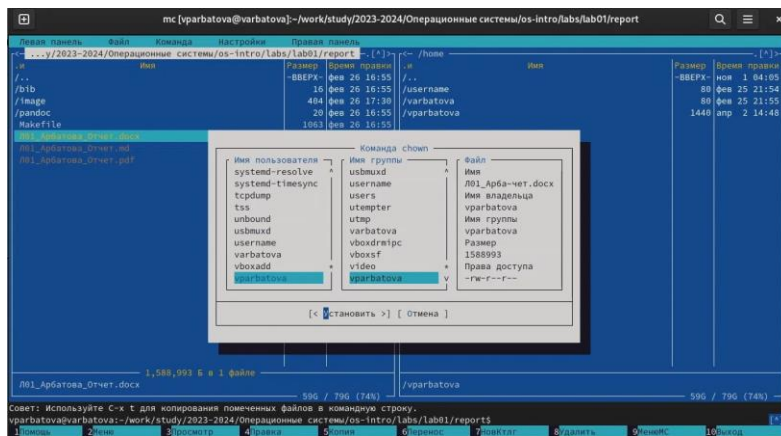 mc [vparbatova@varbatova]:~/work/study/2023-2024/Операционные системы/os-intro/labs/lab01/report
Левая панель Файл Команда Настройки Правая панель
<- ...y/2023-2024/Операционные системы/os-intro/labs/lab01/report -.[^]>
<- /home -.[^]>
.и Имя Размер Время правки
/.. -ВВЕРХ- фев 26 16:55
/bib 16 фев 26 16:55
/image 404 фев 26 17:30
/pandoc 20 фев 26 16:55
Makefile 1063 фев 26 16:55
Л01_Арбатова_Отчет.docx
Л01_Арбатова_Отчет.md
Л01_Арбатова_Отчет.pdf
.и Имя Размер Время правки
/.. -ВВЕРХ- ноя 1 04:05
/username 80 фев 25 21:54
/varbatova 80 фев 25 21:55
/vparbatova 1440 апр 2 14:48
Команда chown
Имя пользователя
systemd-resolve
systemd-timesync
tcpdump
tss
unbound
usbmuxd
username
varbatova
vboxadd
vparbatova
Имя группы
usbmuxd
username
users
utempter
utmp
varbatova
vboxdrmipc
vboxsf
video
vparbatova
Файл
Имя
Л01_Арба~чет.docx
Имя владельца
vparbatova
Имя группы
vparbatova
Размер
1588993
Права доступа
-rw-r--r--
[< Установить >] [ Отмена ]
1,588,993 Б в 1 файле
Л01_Арбатова_Отчет.docx
59G / 79G (74%)
/vparbatova
59G / 79G (74%)
Совет: Используйте C-x t для копирования помеченных файлов в командную строку.
vparbatova@varbatova:~/work/study/2023-2024/Операционные системы/os-intro/labs/lab01/report$ [^]
1Помощь 2Меню 3Просмотр 4Правка 5Копия 6Перенос 7НовКтлг 8Удалить 9МенюMC 10Выход